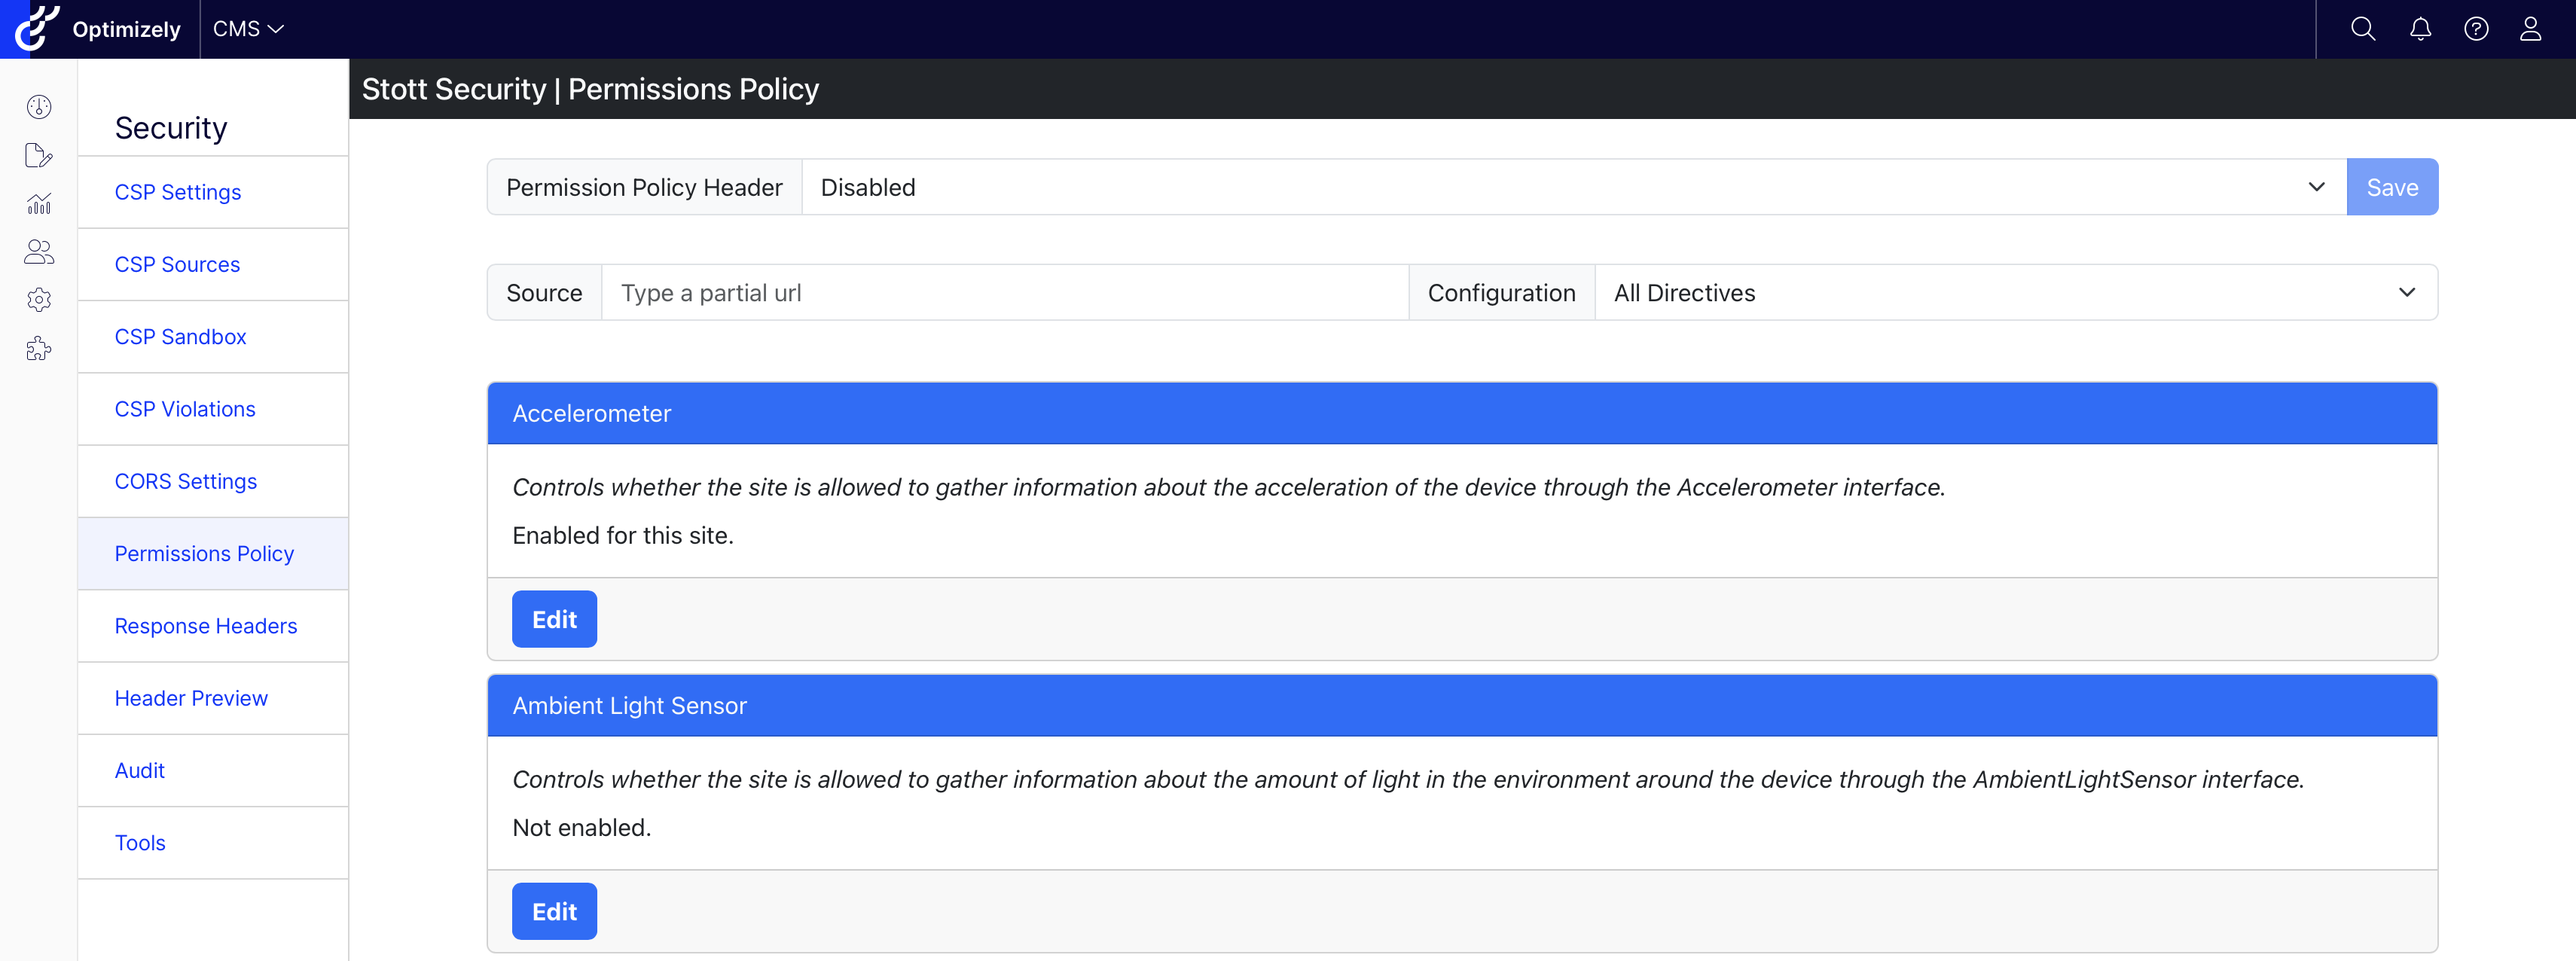 Optimizely
CMS
Security
CSP Settings
CSP Sources
CSP Sandbox
CSP Violations
CORS Settings
Permissions Policy
Response Headers
Header Preview
Audit
Tools
Stott Security | Permissions Policy
Permission Policy Header Disabled Save
Source Type a partial url Configuration All Directives
Accelerometer
Controls whether the site is allowed to gather information about the acceleration of the device through the Accelerometer interface.
Enabled for this site.
Edit
Ambient Light Sensor
Controls whether the site is allowed to gather information about the amount of light in the environment around the device through the AmbientLightSensor interface.
Not enabled.
Edit